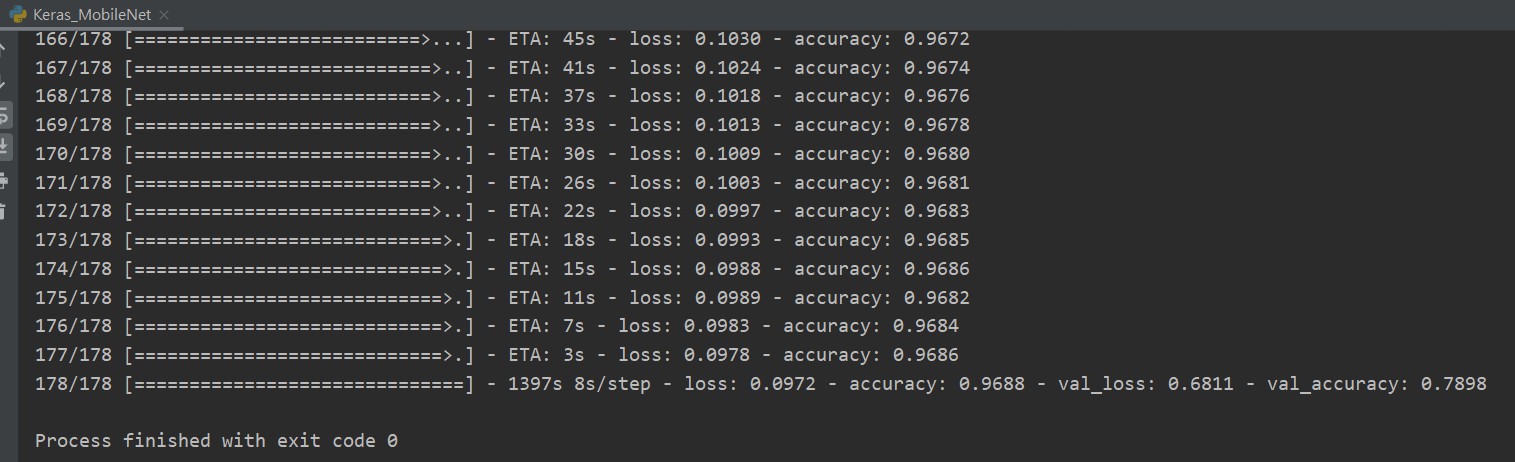 Keras_MobileNet
166/178 [===========================>...] - ETA: 45s - loss: 0.1030 - accuracy: 0.9672
167/178 [============================>..] - ETA: 41s - loss: 0.1024 - accuracy: 0.9674
168/178 [============================>..] - ETA: 37s - loss: 0.1018 - accuracy: 0.9676
169/178 [============================>..] - ETA: 33s - loss: 0.1013 - accuracy: 0.9678
170/178 [============================>..] - ETA: 30s - loss: 0.1009 - accuracy: 0.9680
171/178 [============================>..] - ETA: 26s - loss: 0.1003 - accuracy: 0.9681
172/178 [============================>..] - ETA: 22s - loss: 0.0997 - accuracy: 0.9683
173/178 [============================>.] - ETA: 18s - loss: 0.0993 - accuracy: 0.9685
174/178 [============================>.] - ETA: 15s - loss: 0.0988 - accuracy: 0.9686
175/178 [============================>.] - ETA: 11s - loss: 0.0989 - accuracy: 0.9682
176/178 [============================>.] - ETA: 7s - loss: 0.0983 - accuracy: 0.9684
177/178 [============================>.] - ETA: 3s - loss: 0.0978 - accuracy: 0.9686
178/178 [==============================] - 1397s 8s/step - loss: 0.0972 - accuracy: 0.9688 - val_loss: 0.6811 - val_accuracy: 0.7898
Process finished with exit code 0